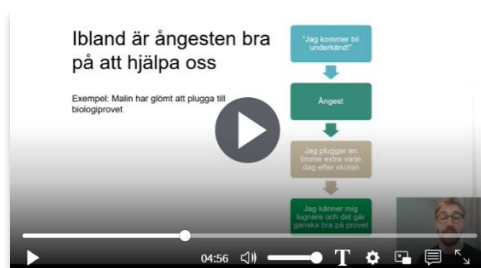 Ibland är ångesten bra
på att hjälpa oss
Exempel: Malin har glömt att plugga till
biologiprovet
"Jag kommer bli
underkänd!"
Ångest
Jag pluggar en
timme extra varje
dag efter skolan
Jag känner mig
lugnare och det går
ganska bra på provet
04:56
T